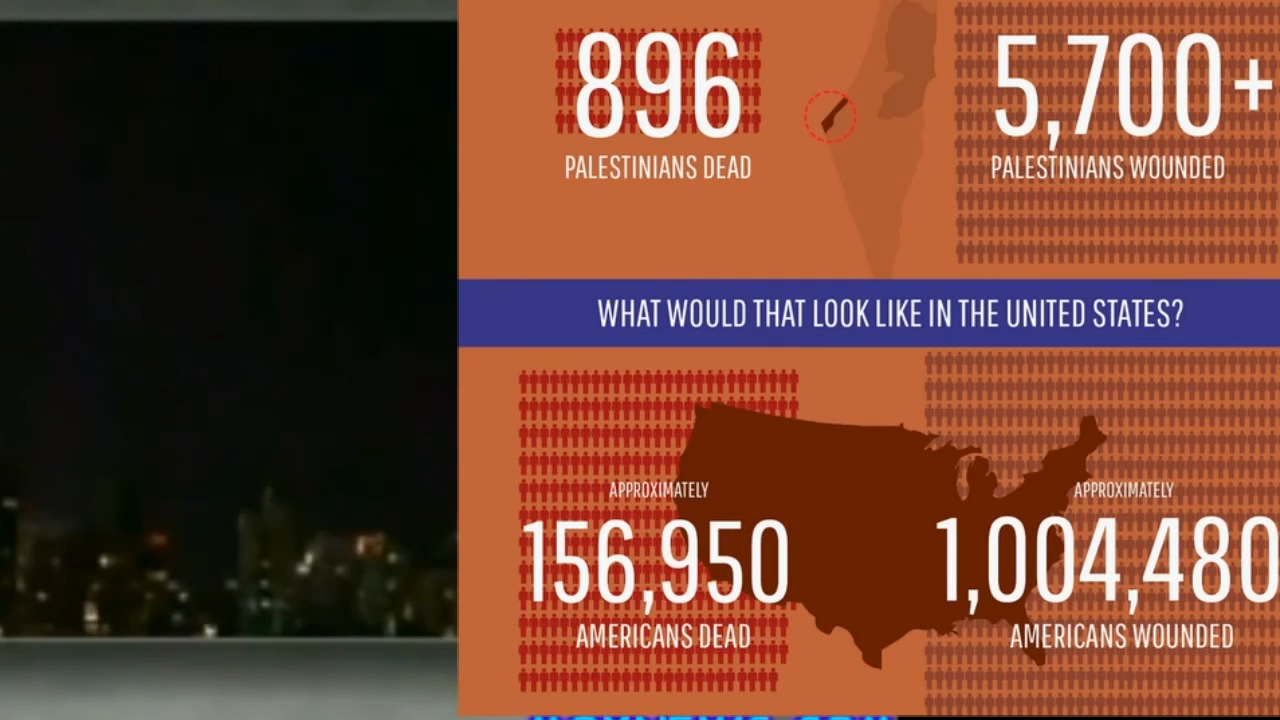 896
PALESTINIANS DEAD
5,700+
PALESTINIANS WOUNDED
WHAT WOULD THAT LOOK LIKE IN THE UNITED STATES?
APPROXIMATELY
156,950
AMERICANS DEAD
APPROXIMATELY
1,004,480
AMERICANS WOUNDED